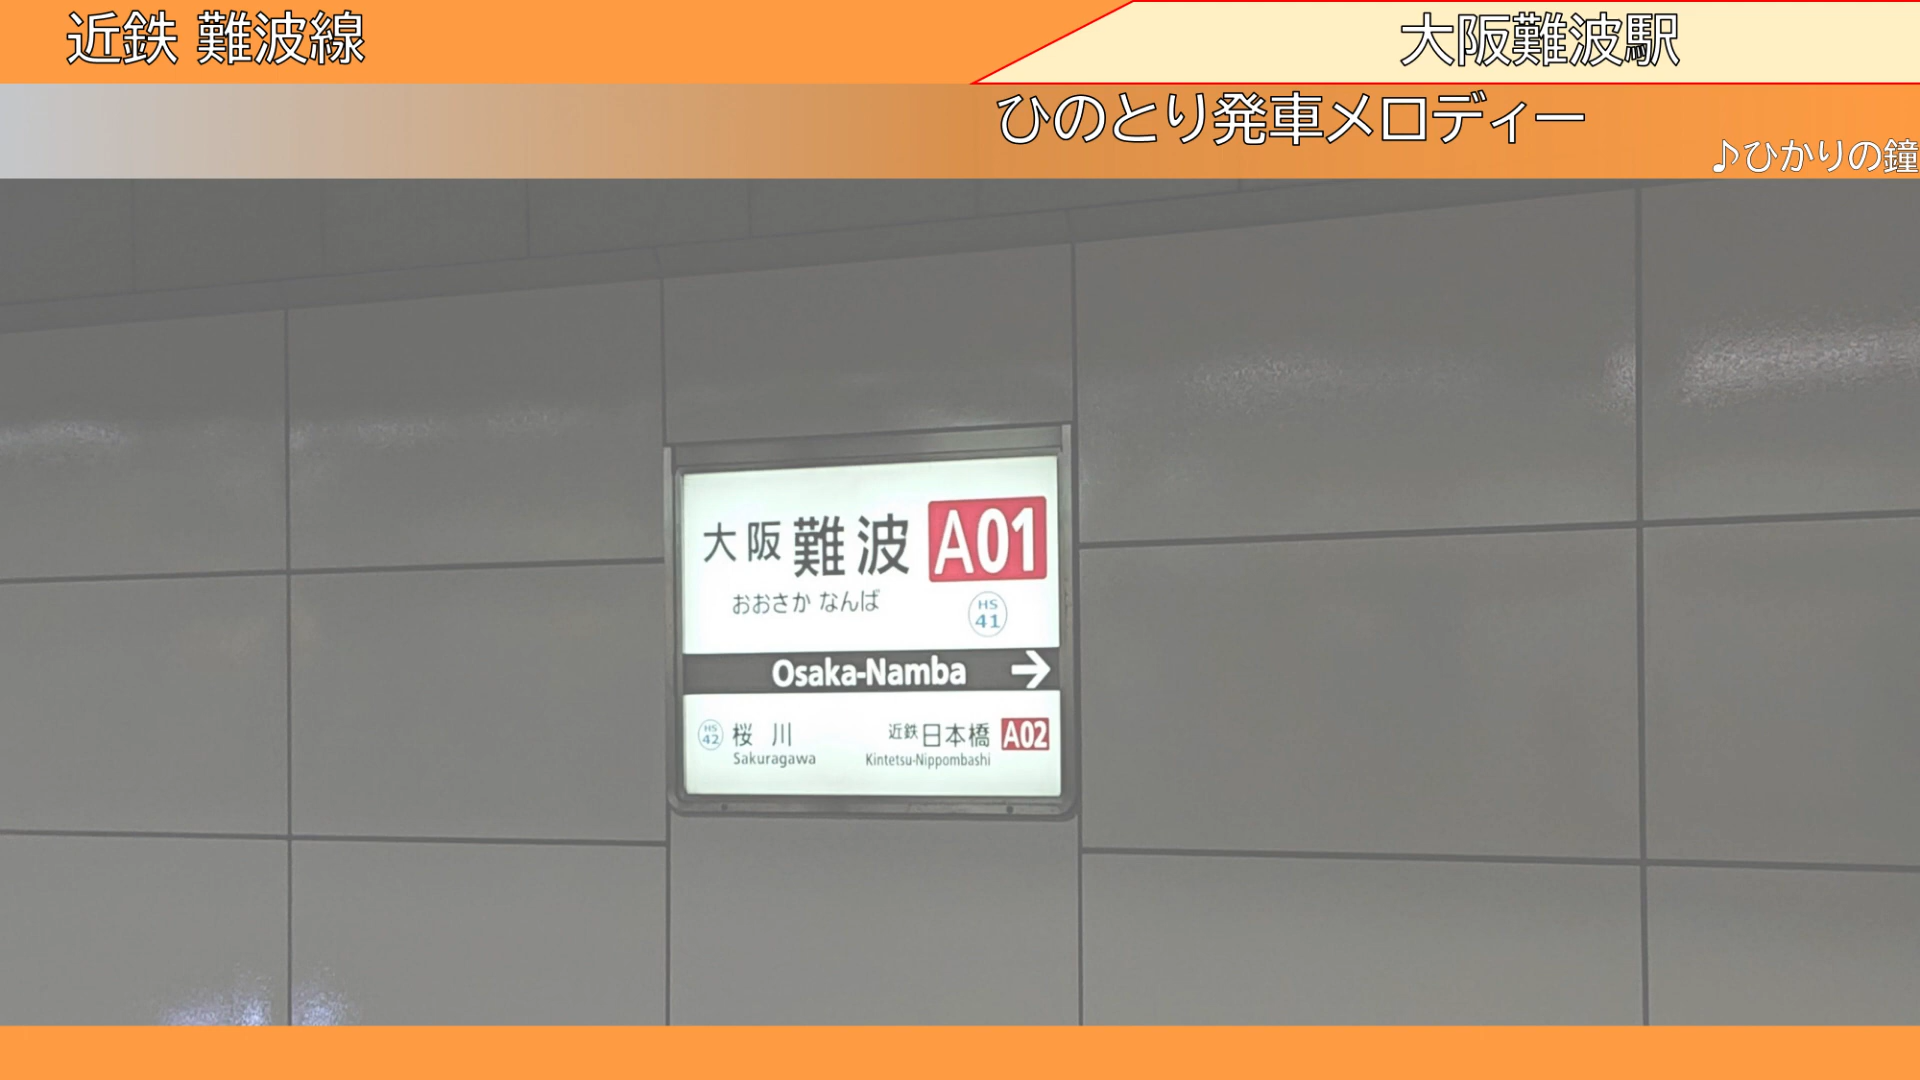 近鉄 難波線
大阪難波駅
ひのとり発車メロディー
♪ひかりの鐘
大阪難波 A01
おおさか なんば
HS
41
Osaka-Namba →
HS
42
桜川
近鉄日本橋 A02
Sakuragawa
Kintetsu-Nippombashi